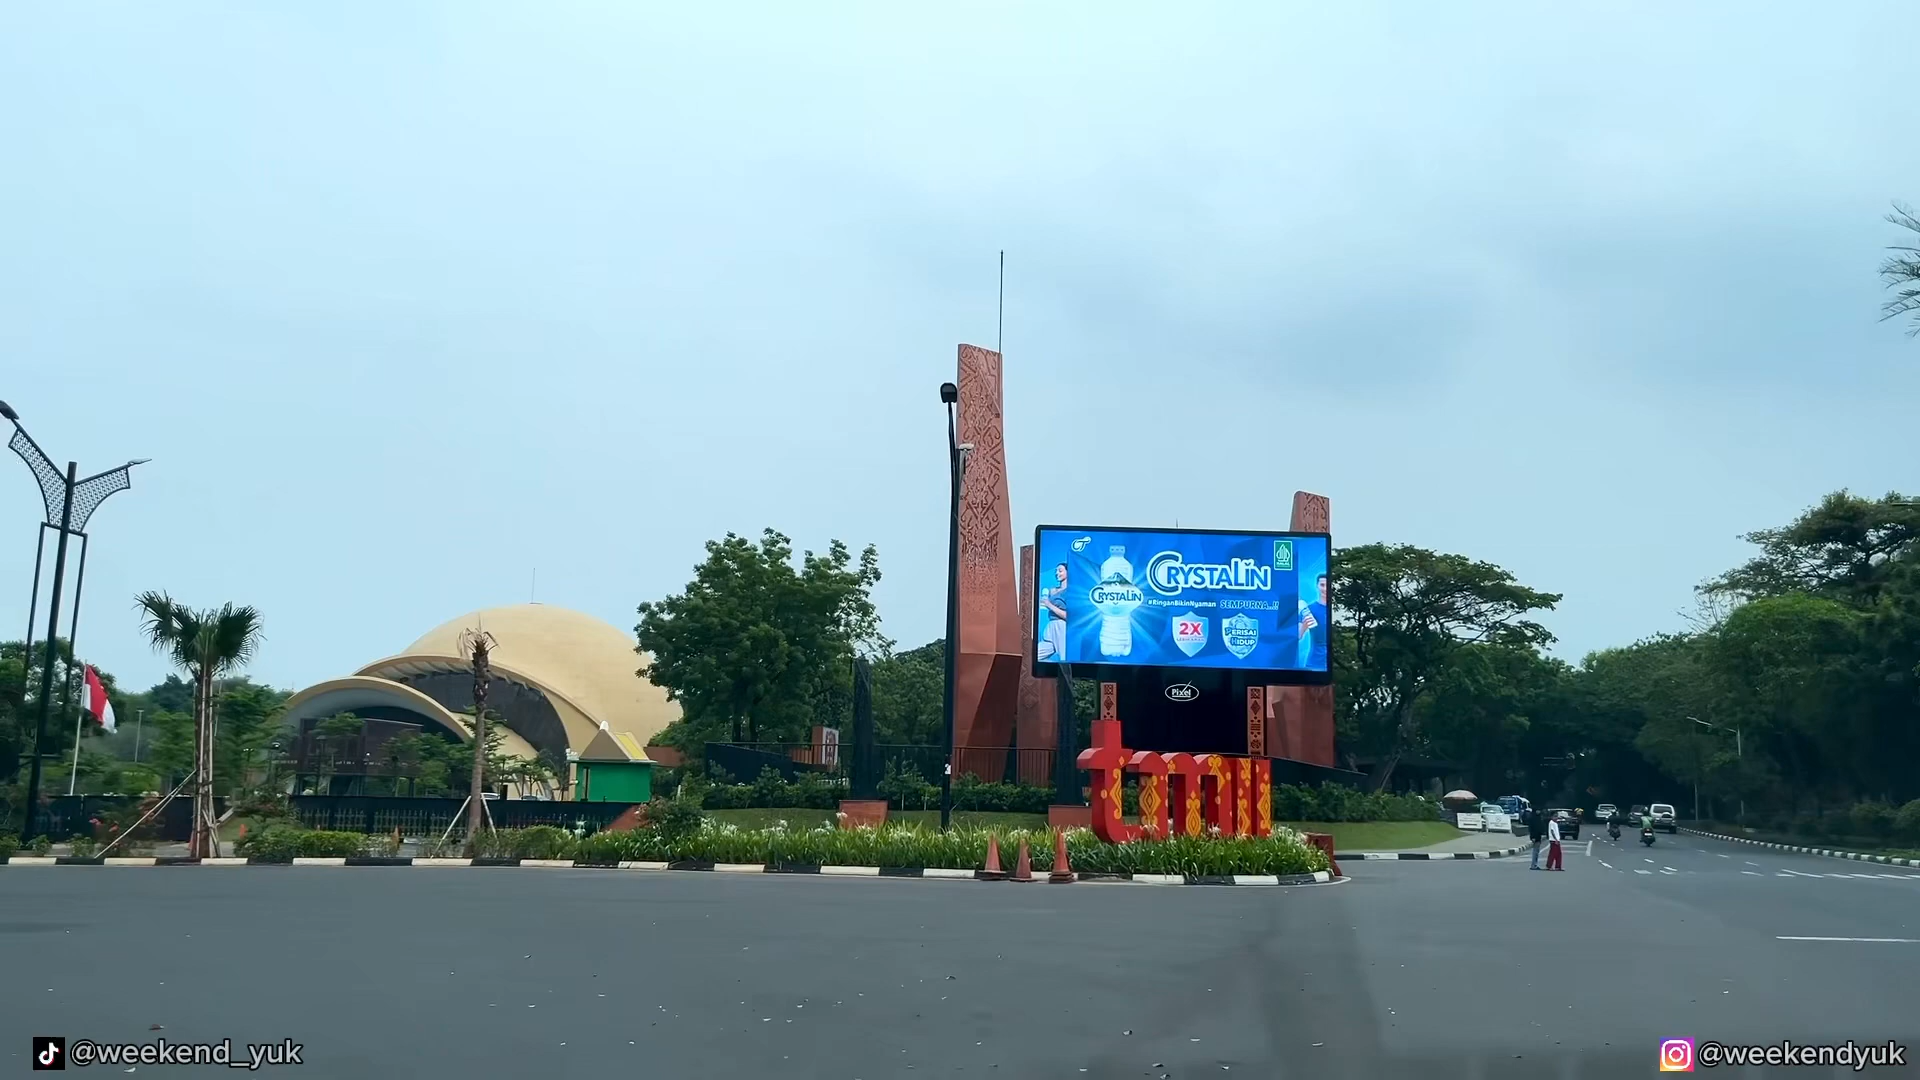 CRYSTALIN
CRYSTALIN
#RinganBikinNyaman SEMPURNA..!!
2X
PERISAI
HIDUP
Pixel
tmii
@weekend_yuk
@weekendyuk